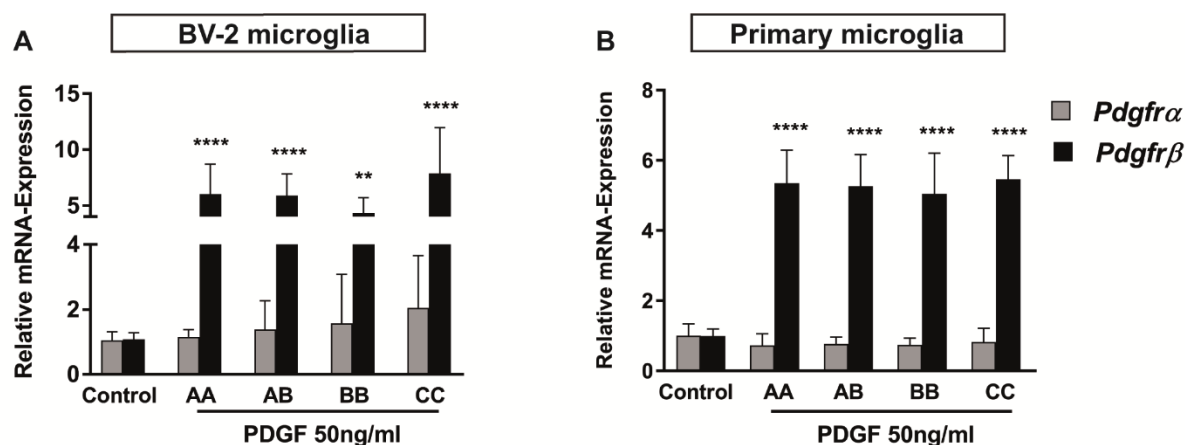 A
BV-2 microglia
Relative mRNA-Expression
15
10
5
4
2
0
****
****
**
****
Control
AA
AB
BB
CC
PDGF 50ng/ml
B
Primary microglia
Relative mRNA-Expression
8
6
4
2
0
****
****
****
****
Control
AA
AB
BB
CC
PDGF 50ng/ml
Pdgfrα
Pdgfrβ